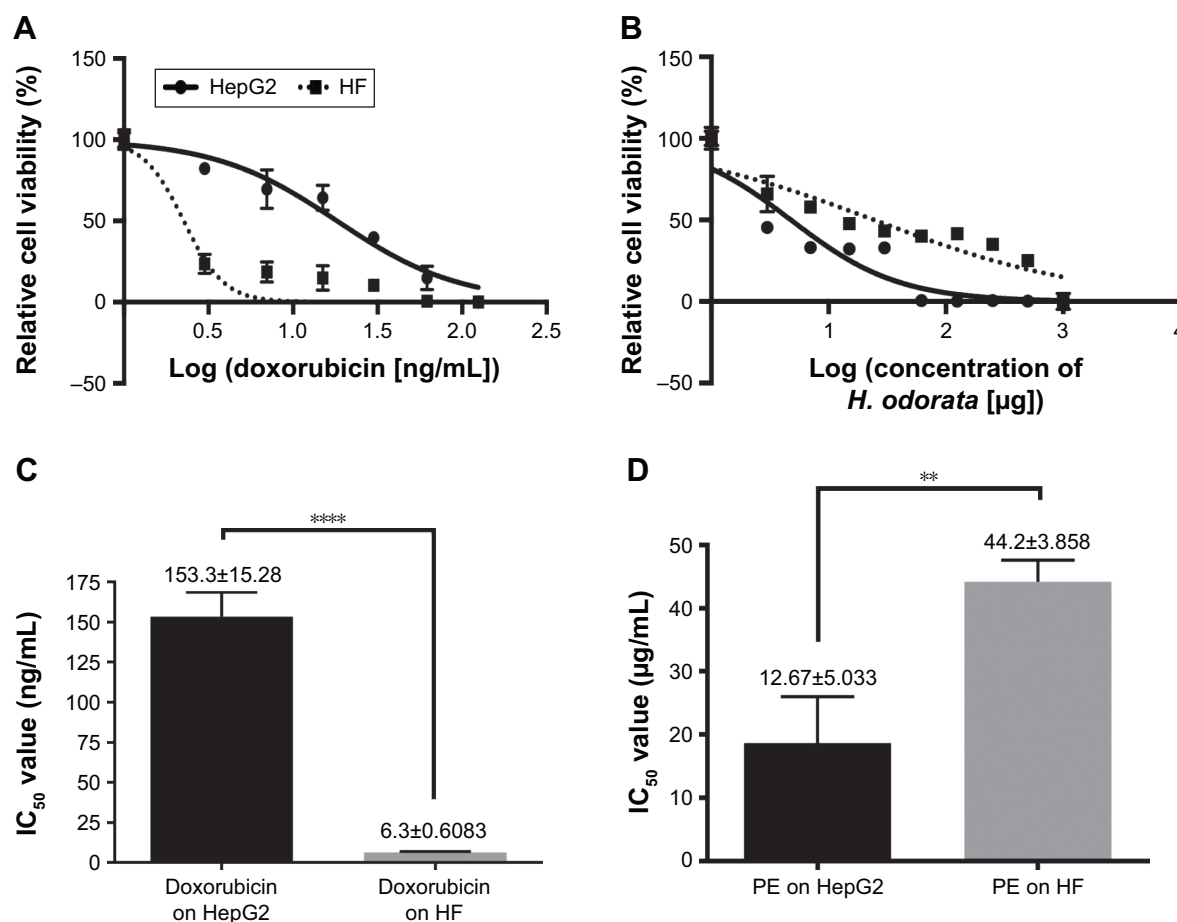 A
Relative cell viability (%)
150
100
50
0
–50
HepG2 HF
0.5 1.0 1.5 2.0 2.5
Log (doxorubicin [ng/mL])
B
Relative cell viability (%)
150
100
50
0
–50
1 2 3 4
Log (concentration of
H. odorata [µg])
C
IC50 value (ng/mL)
175
150
125
100
75
50
25
0
****
153.3±15.28
6.3±0.6083
Doxorubicin
on HepG2
Doxorubicin
on HF
D
IC50 value (µg/mL)
50
40
30
20
10
0
**
12.67±5.033
44.2±3.858
PE on HepG2
PE on HF